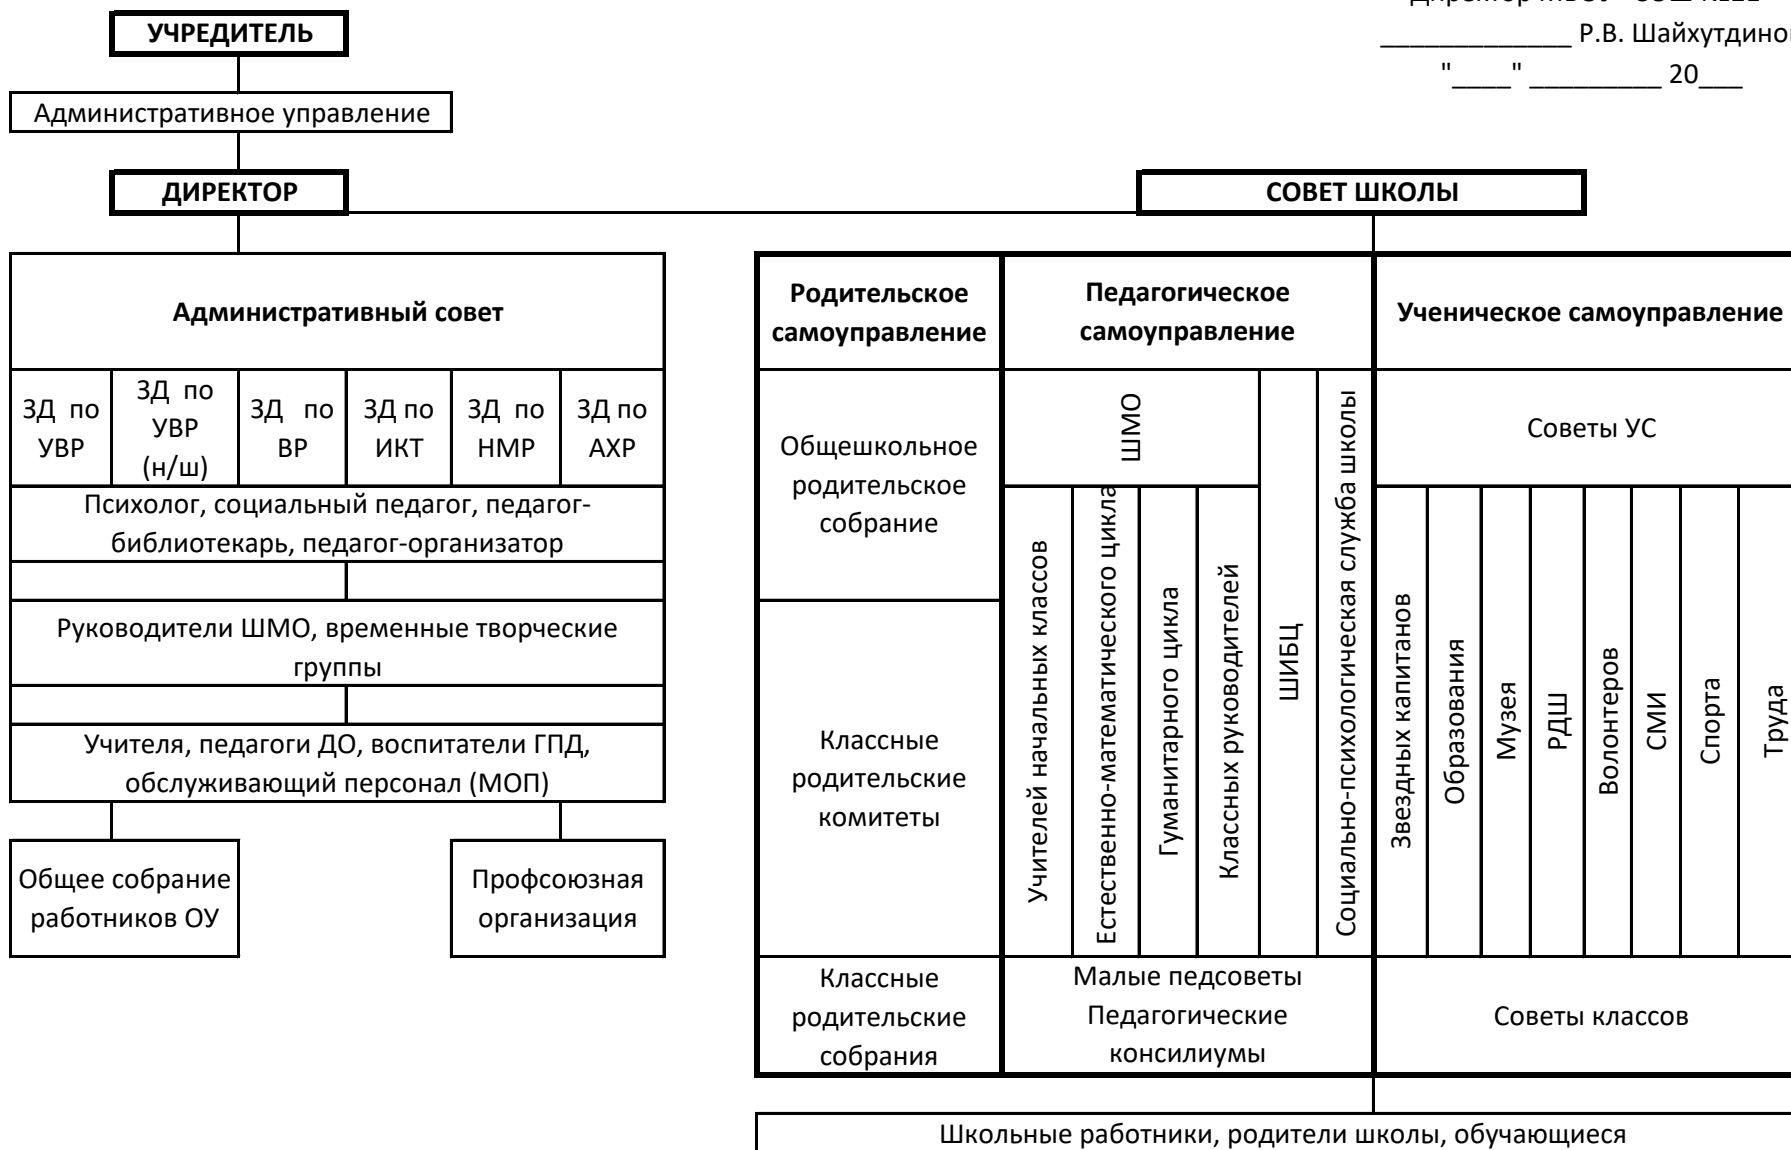 УЧРЕДИТЕЛЬ
_____________ Р.В. Шайхутдинов
"____" _________ 20___
Административное управление
ДИРЕКТОР
СОВЕТ ШКОЛЫ
Административный совет
ЗД по
УВР
ЗД по
УВР
(н/ш)
ЗД по
ВР
ЗД по
ИКТ
ЗД по
НМР
ЗД по
АХР
Психолог, социальный педагог, педагог-
библиотекарь, педагог-организатор
Руководители ШМО, временные творческие
группы
Учителя, педагоги ДО, воспитатели ГПД,
обслуживающий персонал (МОП)
Общее собрание
работников ОУ
Профсоюзная
организация
Родительское
самоуправление
Педагогическое
самоуправление
Ученическое самоуправление
Общешкольное
родительское
собрание
Классные
родительские
комитеты
ШМО
Учителей начальных классов
Естественно-математического цикла
Гуманитарного цикла
Классных руководителей
ШИБЦ
Социально-психологическая служба школы
Советы УС
Звездных капитанов
Образования
Музея
РДШ
Волонтеров
СМИ
Спорта
Труда
Классные
родительские
собрания
Малые педсоветы
Педагогические
консилиумы
Советы классов
Школьные работники, родители школы, обучающиеся